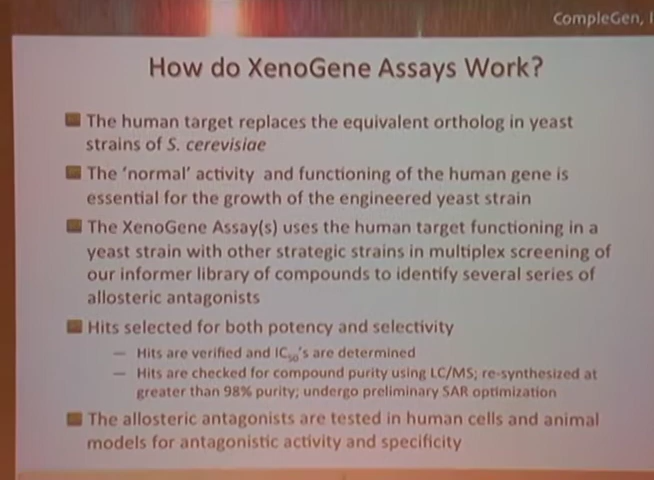 CompleGen, I
How do XenoGene Assays Work?
The human target replaces the equivalent ortholog in yeast
strains of S. cerevisiae
The 'normal' activity and functioning of the human gene is
essential for the growth of the engineered yeast strain
The XenoGene Assay(s) uses the human target functioning in a
yeast strain with other strategic strains in multiplex screening of
our informer library of compounds to identify several series of
allosteric antagonists
Hits selected for both potency and selectivity
— Hits are verified and IC50's are determined
— Hits are checked for compound purity using LC/MS; re-synthesized at
greater than 98% purity; undergo preliminary SAR optimization
The allosteric antagonists are tested in human cells and animal
models for antagonistic activity and specificity